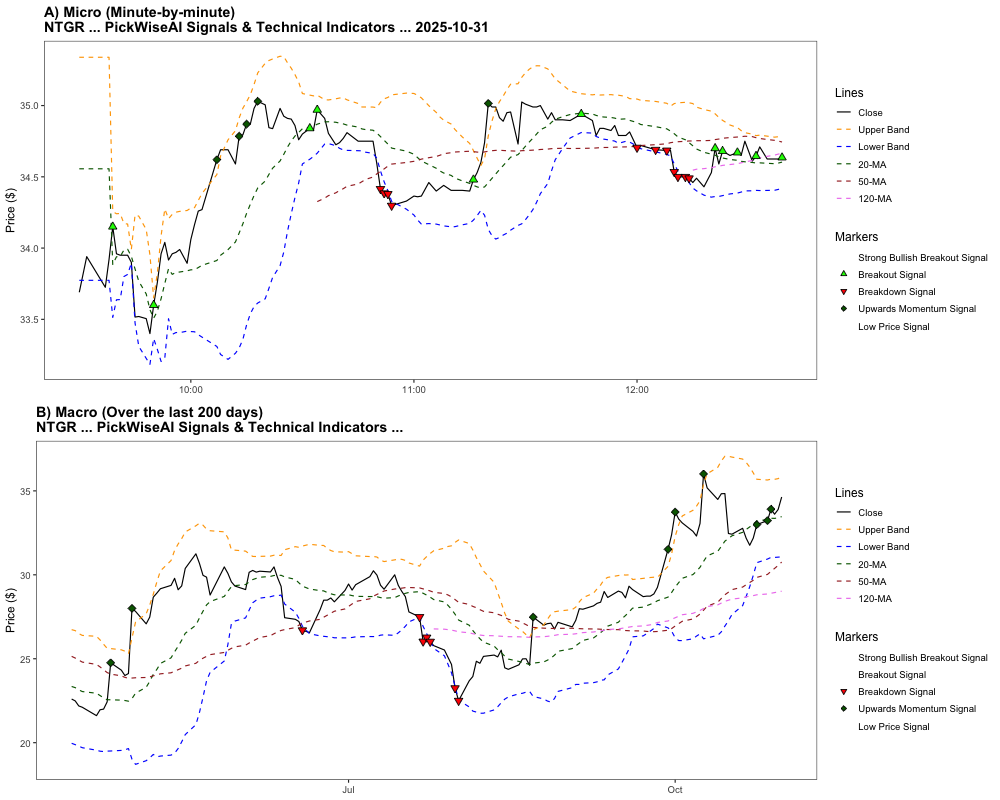 A) Micro (Minute-by-minute)
NTGR ... PickWiseAI Signals & Technical Indicators ... 2025-10-31
Price ($)
35.0
34.5
34.0
33.5
10:00
11:00
12:00
Lines
Close
Upper Band
Lower Band
20-MA
50-MA
120-MA
Markers
Strong Bullish Breakout Signal
Breakout Signal
Breakdown Signal
Upwards Momentum Signal
Low Price Signal
B) Macro (Over the last 200 days)
NTGR ... PickWiseAI Signals & Technical Indicators ...
Price ($)
35
30
25
20
Jul
Oct
Lines
Close
Upper Band
Lower Band
20-MA
50-MA
120-MA
Markers
Strong Bullish Breakout Signal
Breakout Signal
Breakdown Signal
Upwards Momentum Signal
Low Price Signal